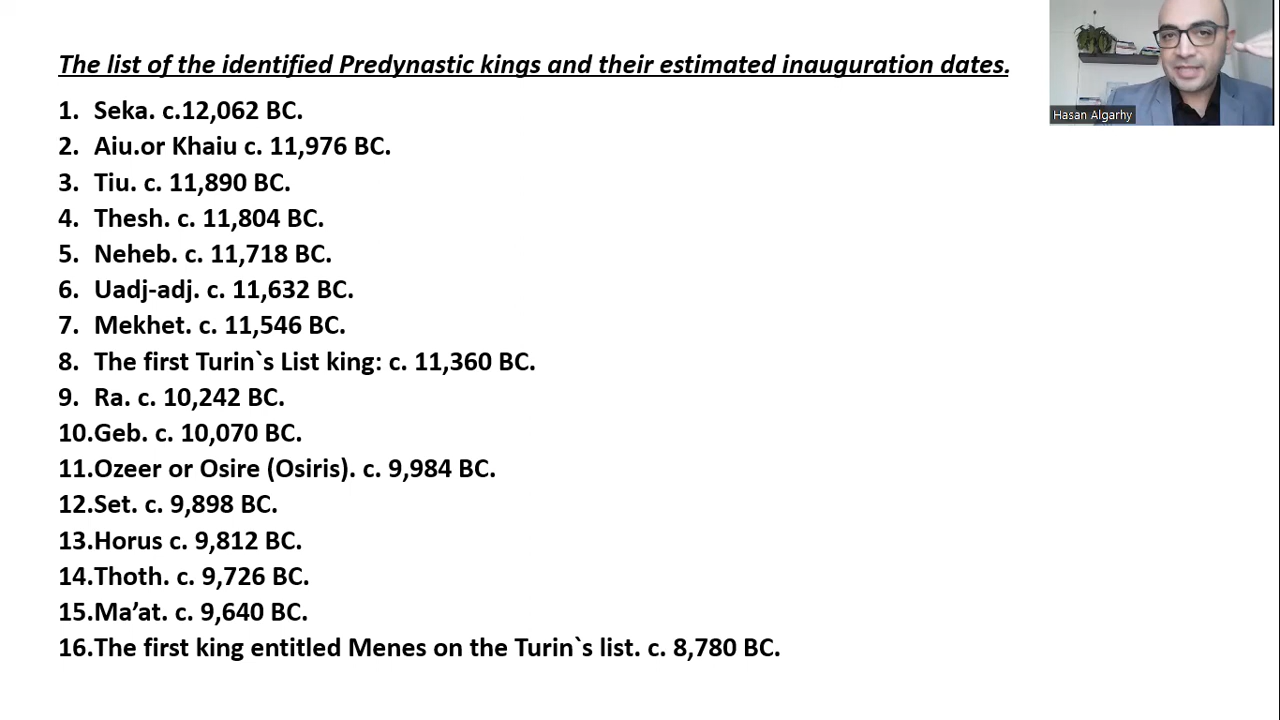 The list of the identified Predynastic kings and their estimated inauguration dates.
Hasan Algarhy
1. Seka. c.12,062 BC.
2. Aiu.or Khaiu c. 11,976 BC.
3. Tiu. c. 11,890 BC.
4. Thesh. c. 11,804 BC.
5. Neheb. c. 11,718 BC.
6. Uadj-adj. c. 11,632 BC.
7. Mekhet. c. 11,546 BC.
8. The first Turin`s List king: c. 11,360 BC.
9. Ra. c. 10,242 BC.
10.Geb. c. 10,070 BC.
11.Ozeer or Osire (Osiris). c. 9,984 BC.
12.Set. c. 9,898 BC.
13.Horus c. 9,812 BC.
14.Thoth. c. 9,726 BC.
15.Ma’at. c. 9,640 BC.
16.The first king entitled Menes on the Turin`s list. c. 8,780 BC.